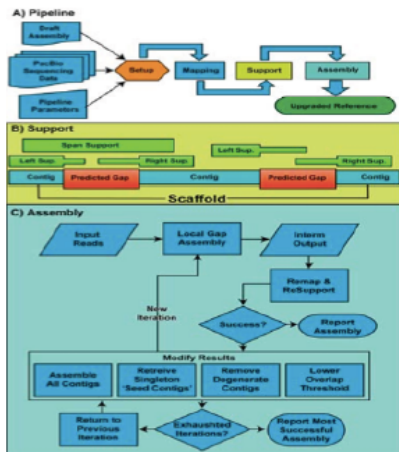 A) Pipeline
Draft
Assembly
PacBio
Sequencing
Data
Pipeline
Parameters
Setup
Mapping
Support
Assembly
Upgraded Reference
B) Support
Span Support
Left Sup.
Right Sup.
Left Sup.
Right Sup.
Contig
Predicted Gap
Contig
Predicted Gap
Contig
Scaffold
C) Assembly
Input
Reads
Local Gap
Assembly
Interm
Output
Remap &
ReSupport
New
Iteration
Success?
Report
Assembly
Modify Results
Assemble
All Contigs
Retreive
Singleton
'Seed Contigs'
Remove
Degenerate
Contigs
Lower
Overlap
Threshold
Return to
Previous
Iteration
Exhaushted
Iterations?
Report Most
Successful
Assembly